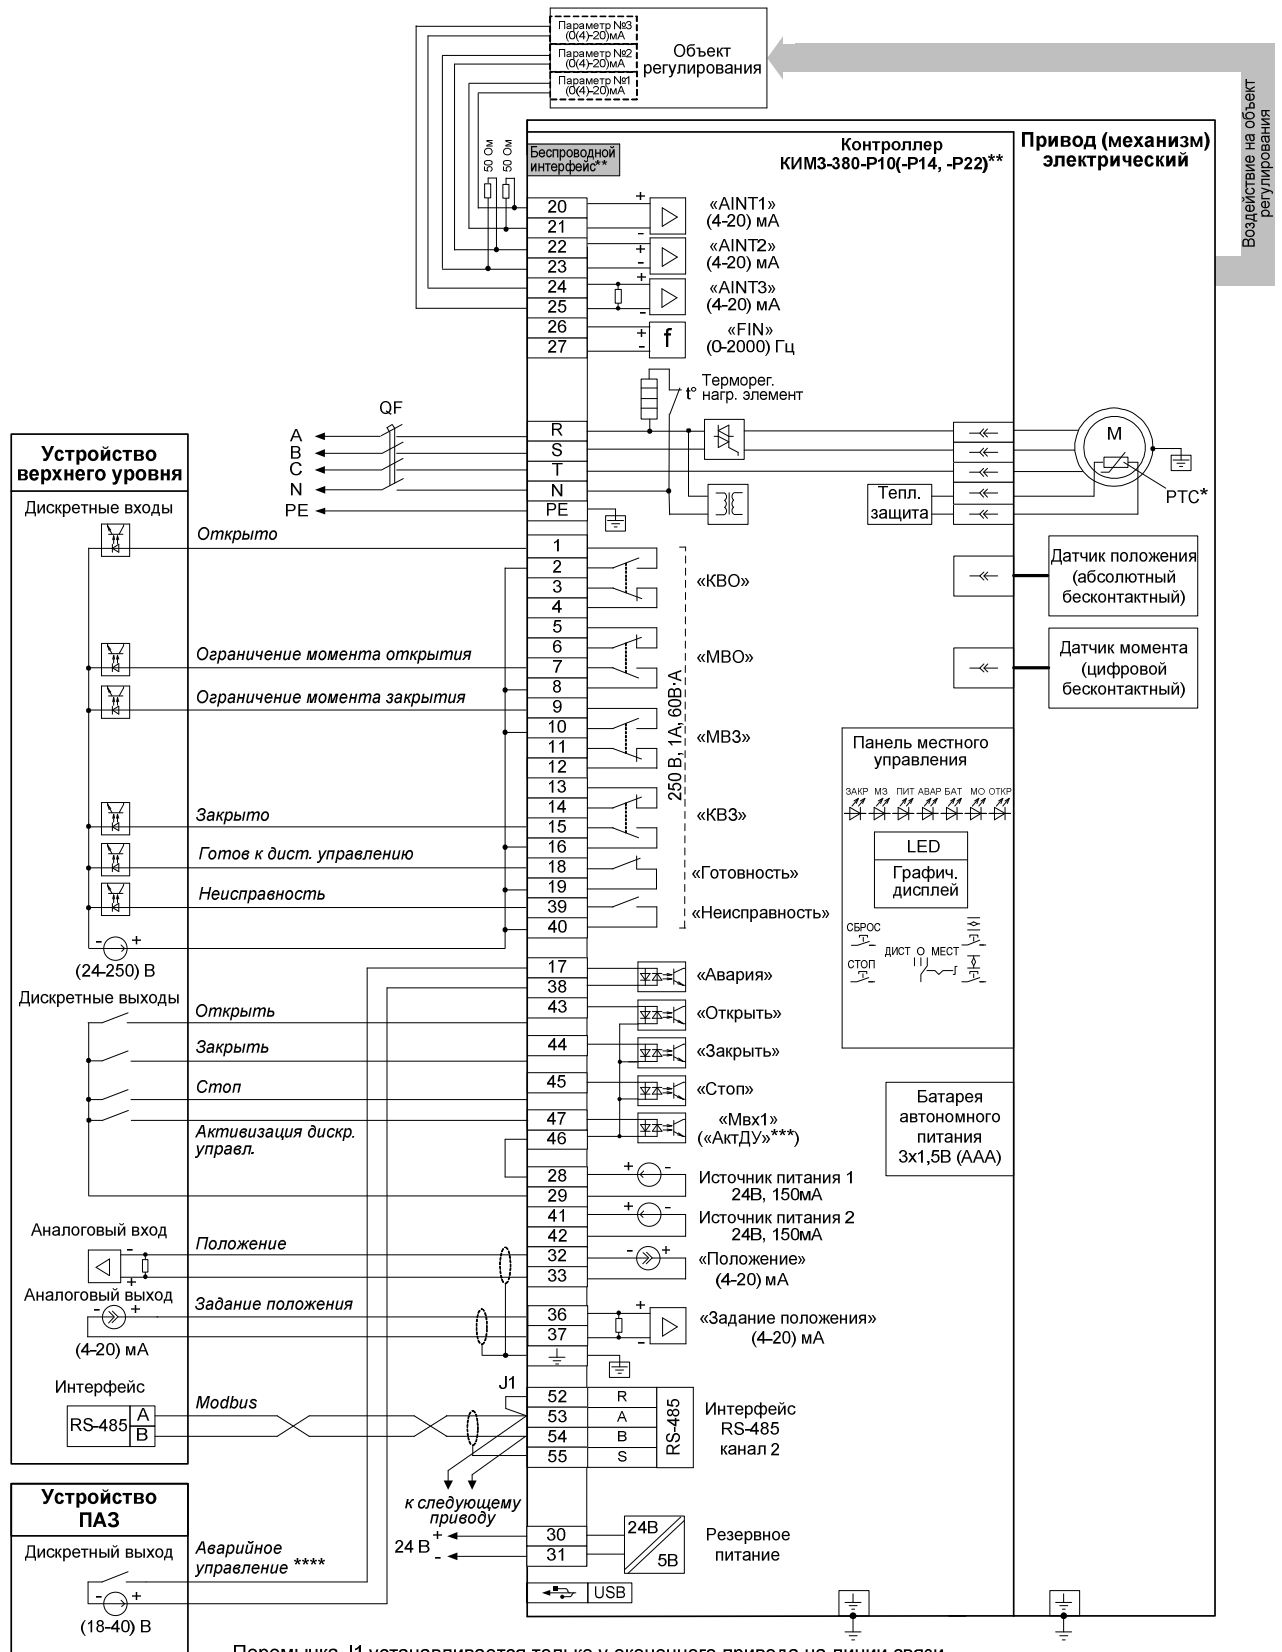 Параметр №3
(0(4)-20)мА
Параметр №2
(0(4)-20)мА
Параметр №1
(0(4)-20)мА
Объект
регулирования
Воздействие на объект
регулирования
50 Ом
50 Ом
Беспроводной
интерфейс**
Контроллер
КИМ3-380-Р10(-Р14, -Р22)**
Привод (механизм)
электрический
20
21
22
23
24
25
26
27
+
-
«AINT1»
(4-20) мА
+
-
«AINT2»
(4-20) мА
+
-
«AINT3»
(4-20) мА
+
-
f
«FIN»
(0-2000) Гц
t°
Терморег.
нагр. элемент
QF
A
B
C
N
PE
R
S
T
N
PE
Тепл.
защита
M
PTC*
Датчик положения
(абсолютный
бесконтактный)
Датчик момента
(цифровой
бесконтактный)
Устройство
верхнего уровня
Дискретные входы
Открыто
Ограничение момента открытия
Ограничение момента закрытия
Закрыто
Готов к дист. управлению
Неисправность
- +
(24-250) В
1
2
3
4
5
6
7
8
9
10
11
12
13
14
15
16
18
19
39
40
«КВО»
«МВО»
«МВЗ»
«КВЗ»
«Готовность»
«Неисправность»
250 В, 1А, 60В·А
Панель местного
управления
ЗАКР МЗ ПИТ АВАР БАТ МО ОТКР
LED
Графич.
дисплей
СБРОС
СТОП
ДИСТ О МЕСТ
Батарея
автономного
питания
3х1,5В (ААА)
Дискретные выходы
Открыть
Закрыть
Стоп
Активизация дискр.
управл.
17
38
43
44
45
47
46
28
29
41
42
32
33
36
37
«Авария»
«Открыть»
«Закрыть»
«Стоп»
«Мвх1»
(«АктДУ»***)
+ -
Источник питания 1
24В, 150мА
+ -
Источник питания 2
24В, 150мА
- +
«Положение»
(4-20) мА
+
-
«Задание положения»
(4-20) мА
Аналоговый вход
-
+
Положение
Аналоговый выход
- +
Задание положения
(4-20) мА
Интерфейс
RS-485
A
B
Modbus
J1
52
53
54
55
R
A
B
S
RS-485
Интерфейс
RS-485
канал 2
к следующему
приводу
24 В
+
-
30
31
24В
5В
Резервное
питание
USB
Устройство
ПАЗ
Дискретный выход
Аварийное
управление ****
- +
(18-40) В
Перемычка J1 устанавливается только у оконечного привода на линии связи